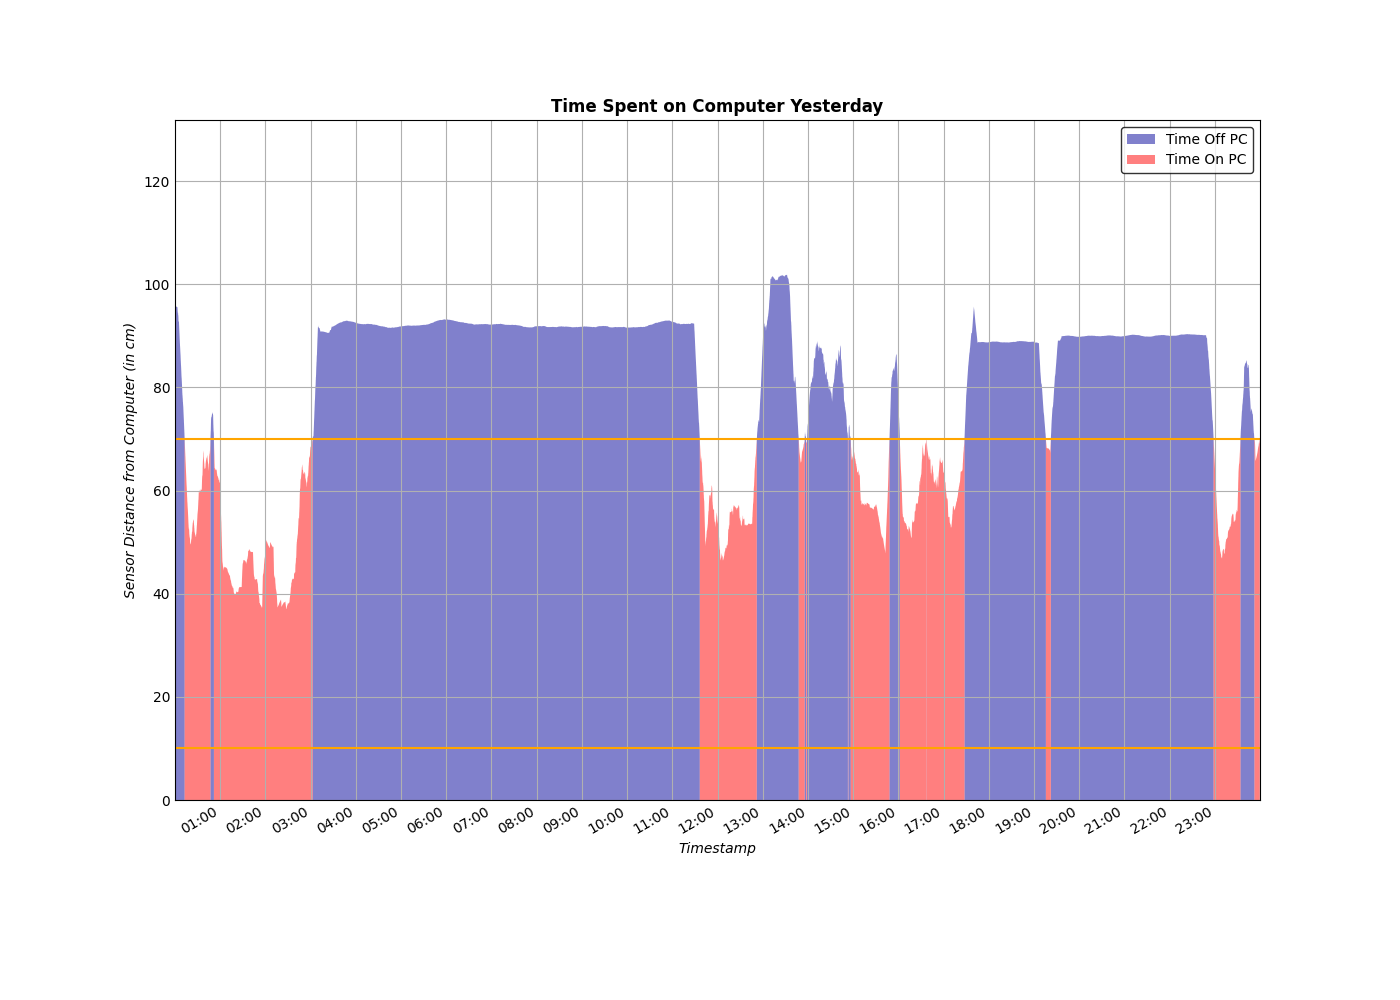 Time Spent on Computer Yesterday
Time Off PC
Time On PC
Sensor Distance from Computer (in cm)
120
100
80
60
40
20
0
01:00 02:00 03:00 04:00 05:00 06:00 07:00 08:00 09:00 10:00 11:00 12:00 13:00 14:00 15:00 16:00 17:00 18:00 19:00 20:00 21:00 22:00 23:00
Timestamp